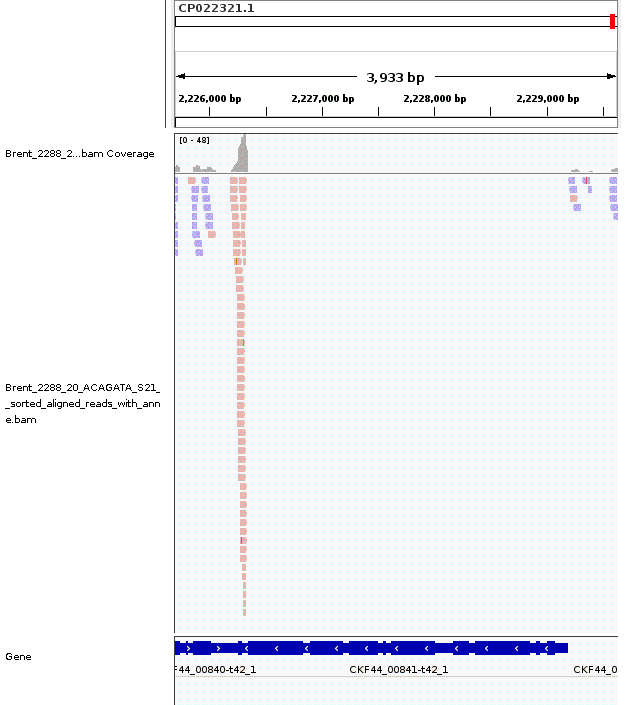 CP022321.1
3,933 bp
2,226,000 bp 2,227,000 bp 2,228,000 bp 2,229,000 bp
[0 - 48]
Brent_2288_2...bam Coverage
Brent_2288_20_ACAGATA_S21_
_sorted_aligned_reads_with_ann
e.bam
Gene
F44_00840-t42_1 CKF44_00841-t42_1 CKF44_0